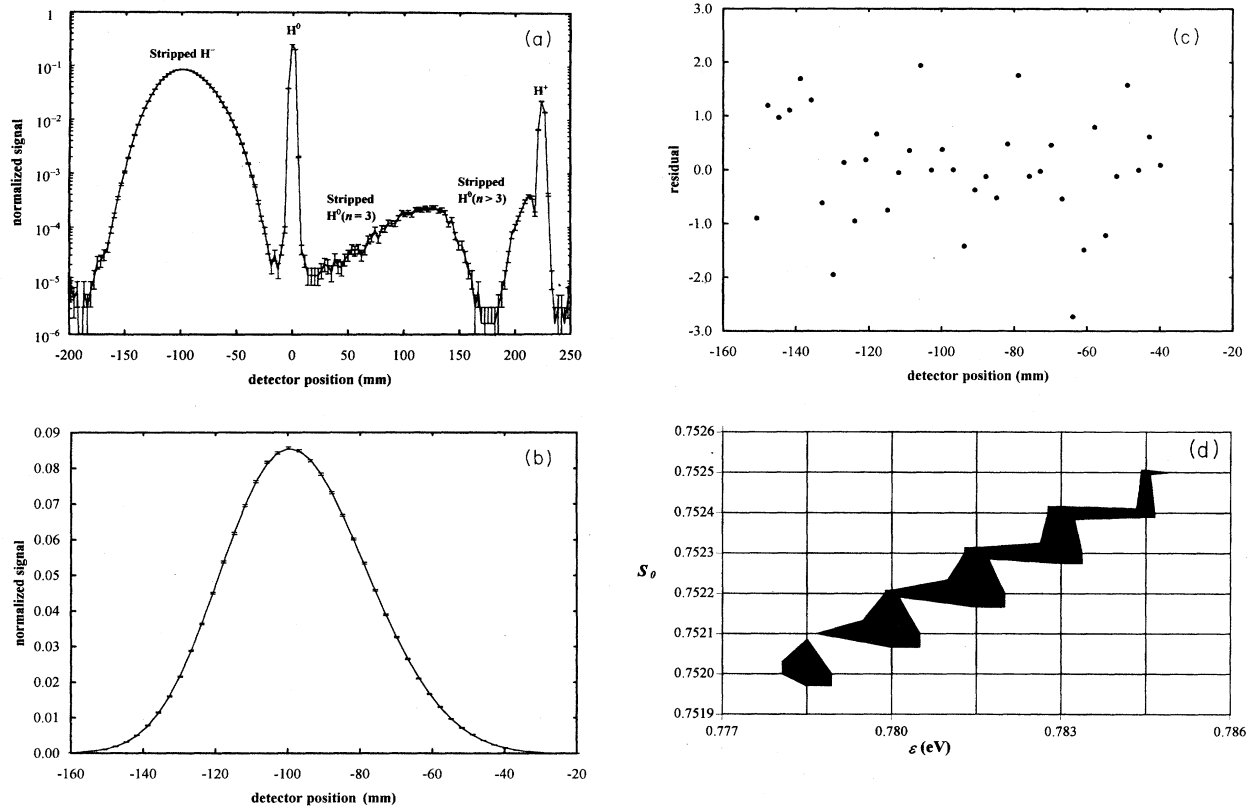 (a)
normalized signal
1
10⁻¹
10⁻²
10⁻³
10⁻⁴
10⁻⁵
10⁻⁶
Stripped H⁻
H⁰
H⁺
Stripped
H⁰(n = 3)
Stripped
H⁰(n > 3)
-200 -150 -100 -50 0 50 100 150 200 250
detector position (mm)
(c)
residual
3.0
2.0
1.0
0.0
-1.0
-2.0
-3.0
-160 -140 -120 -100 -80 -60 -40 -20
detector position (mm)
(b)
normalized signal
0.09
0.08
0.07
0.06
0.05
0.04
0.03
0.02
0.01
0.00
-160 -140 -120 -100 -80 -60 -40 -20
detector position (mm)
(d)
S₀
0.7526
0.7525
0.7524
0.7523
0.7522
0.7521
0.7520
0.7519
0.777 0.780 0.783 0.786
ε (eV)